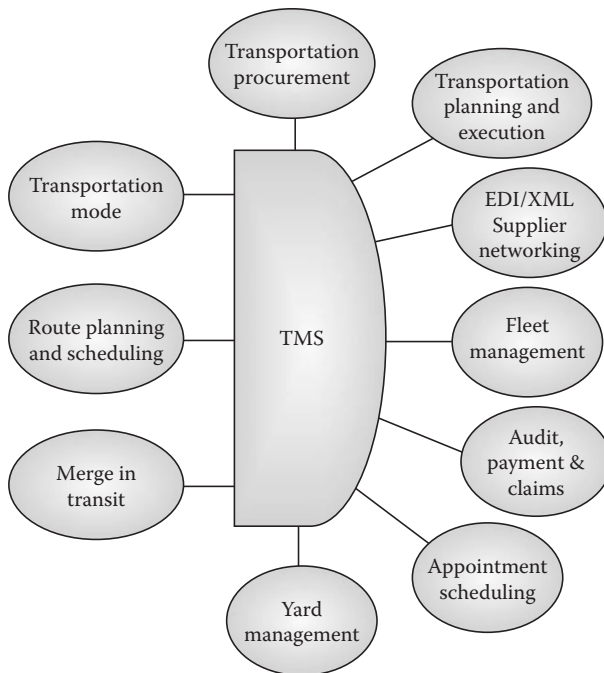 Transportation
procurement
Transportation
planning and
execution
Transportation
mode
EDI/XML
Supplier
networking
Route planning
and scheduling
TMS
Fleet
management
Merge in
transit
Audit,
payment &
claims
Appointment
scheduling
Yard
management